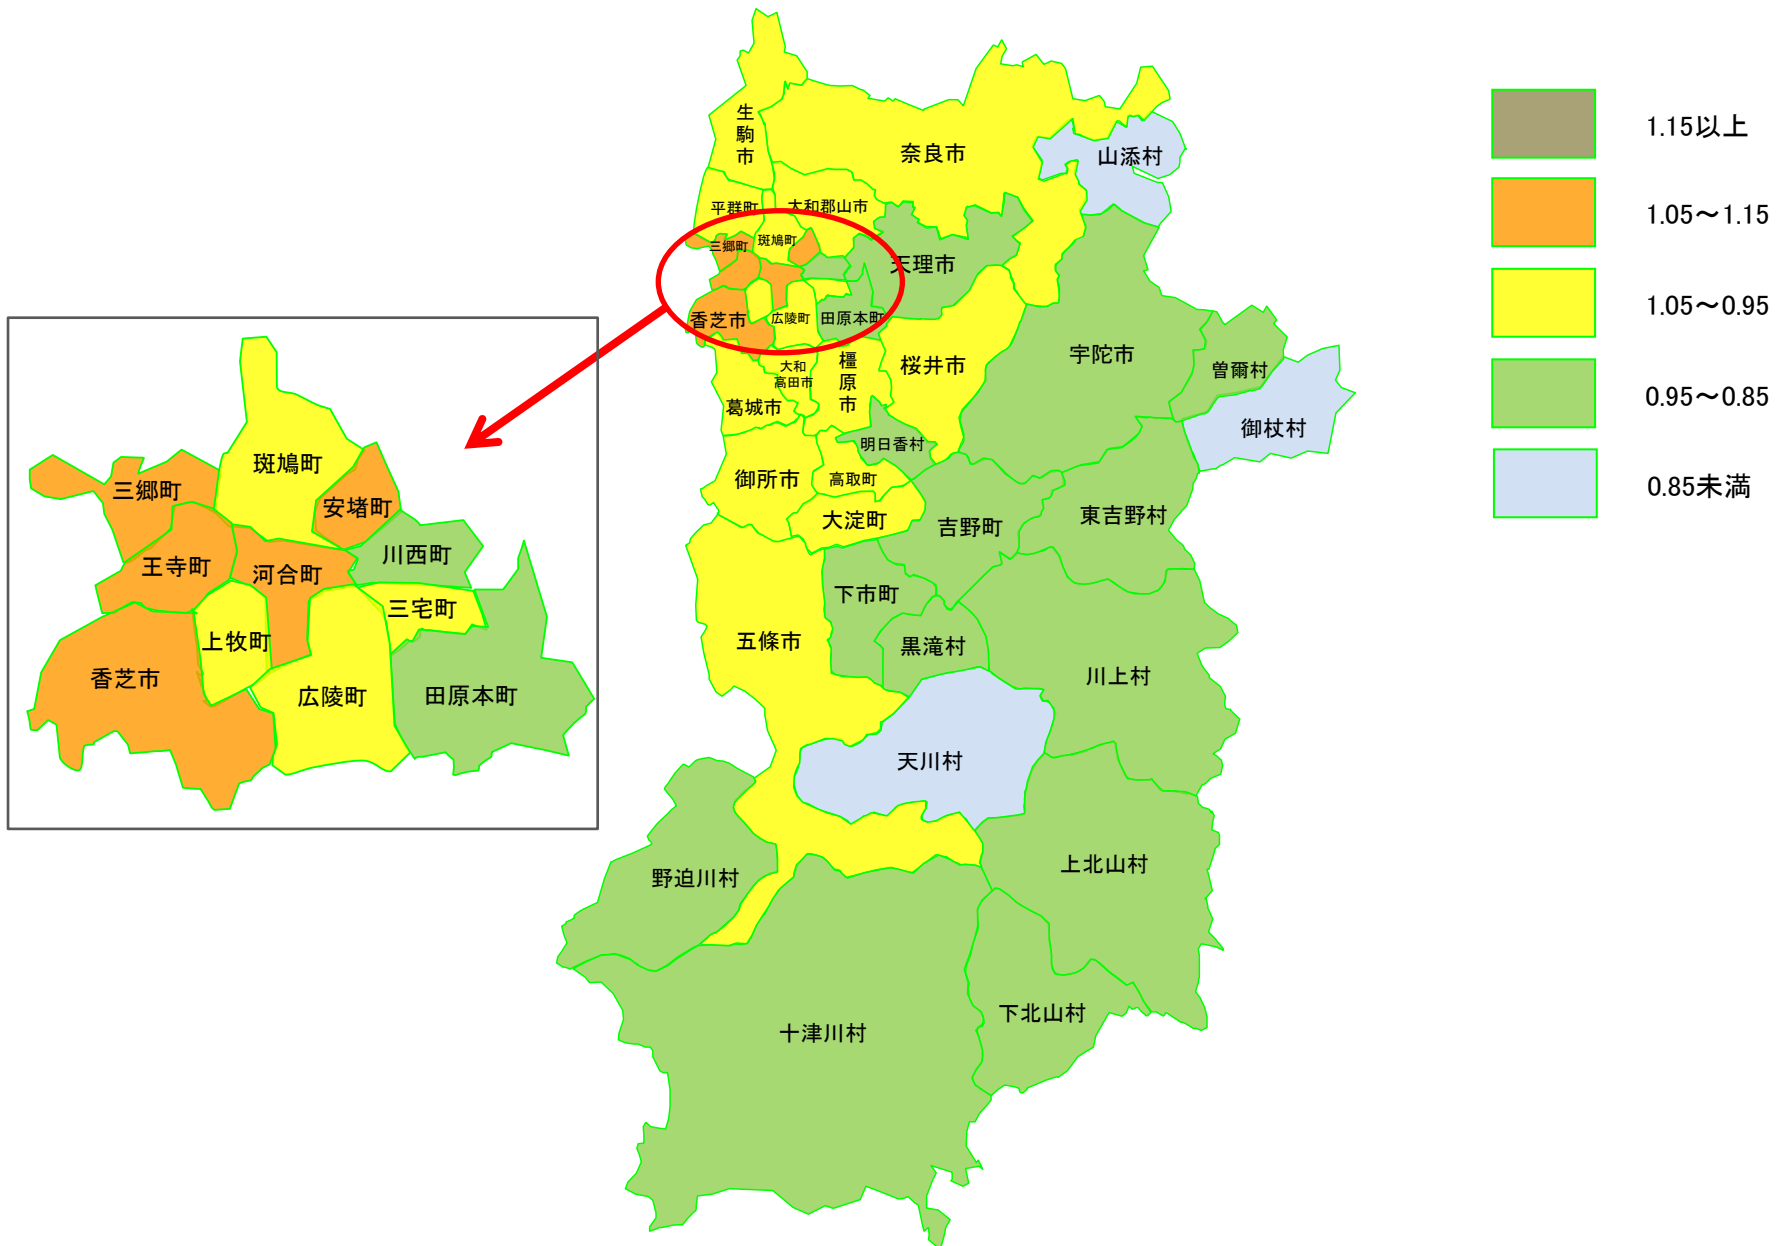 生駒市
奈良市
山添村
平群町
大和郡山市
三郷町
斑鳩町
天理市
香芝市
広陵町
田原本町
宇陀市
桜井市
曽爾村
大和
高田市
橿原市
葛城市
御杖村
明日香村
御所市
高取町
大淀町
吉野町
東吉野村
下市町
五條市
黒滝村
川上村
天川村
上北山村
野迫川村
下北山村
十津川村
斑鳩町
三郷町
安堵町
川西町
王寺町
河合町
三宅町
上牧町
香芝市
広陵町
田原本町
1.15以上
1.05～1.15
1.05～0.95
0.95～0.85
0.85未満